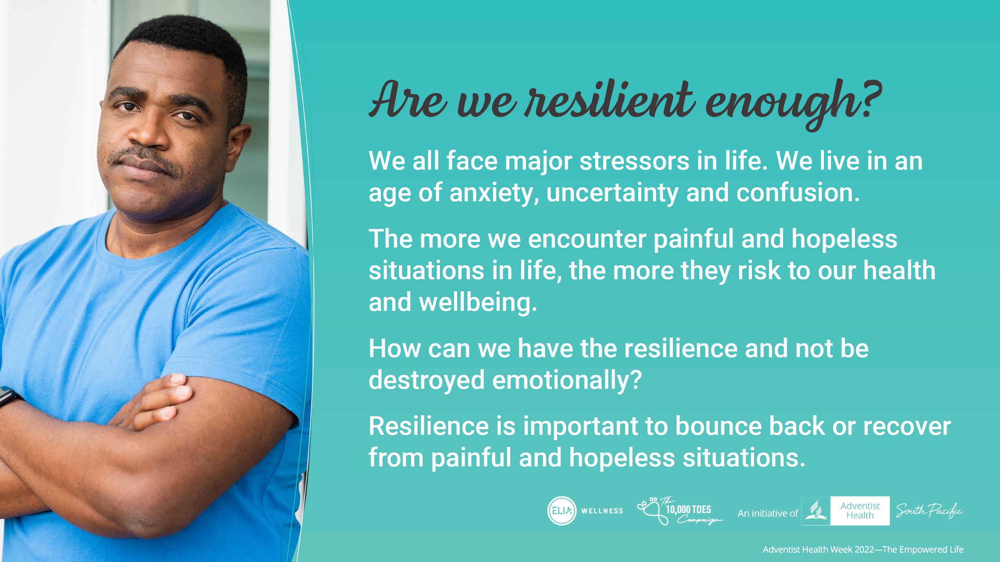 Are we resilient enough?
We all face major stressors in life. We live in an
age of anxiety, uncertainty and confusion.
The more we encounter painful and hopeless
situations in life, the more they risk to our health
and wellbeing.
How can we have the resilience and not be
destroyed emotionally?
Resilience is important to bounce back or recover
from painful and hopeless situations.
ELIA WELLNESS
The
10,000 TOES
Campaign
An initiative of
Adventist
Health
South Pacific
Adventist Health Week 2022—The Empowered Life